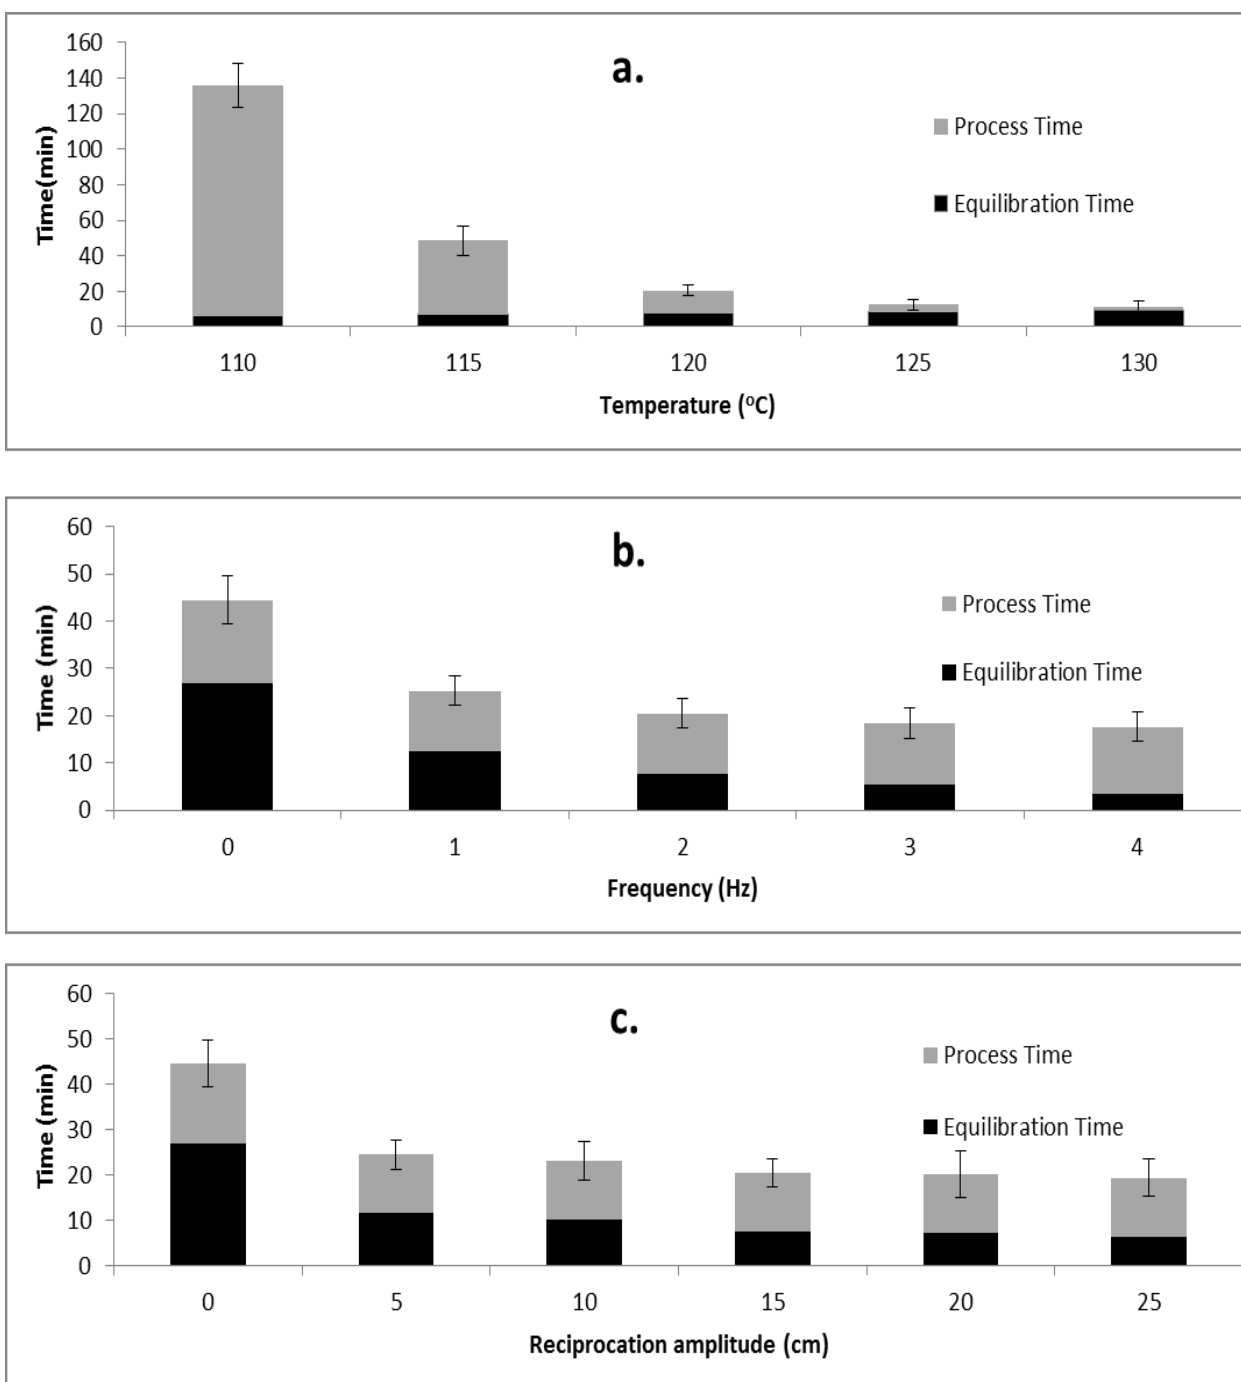 a.
160
140
120
100
80
60
40
20
0
Time(min)
Process Time
Equilibration Time
110 115 120 125 130
Temperature (ºC)
b.
60
50
40
30
20
10
0
Time (min)
Process Time
Equilibration Time
0 1 2 3 4
Frequency (Hz)
c.
60
50
40
30
20
10
0
Time (min)
Process Time
Equilibration Time
0 5 10 15 20 25
Reciprocation amplitude (cm)